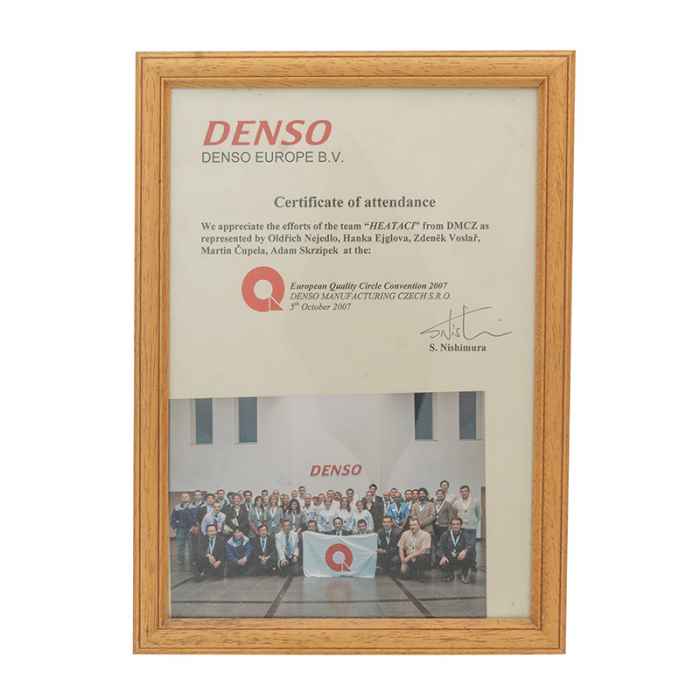 DENSO
DENSO EUROPE B.V.
Certificate of attendance
We appreciate the efforts of the team “HEATACI” from DMCZ as
represented by Oldřich Nejedlo, Hanka Ejglova, Zdeněk Voslař,
Martin Čupela, Adam Skrzipek at the:
European Quality Circle Convention 2007
DENSO MANUFACTURING CZECH S.R.O.
5th October 2007
S. Nishimura
DENSO